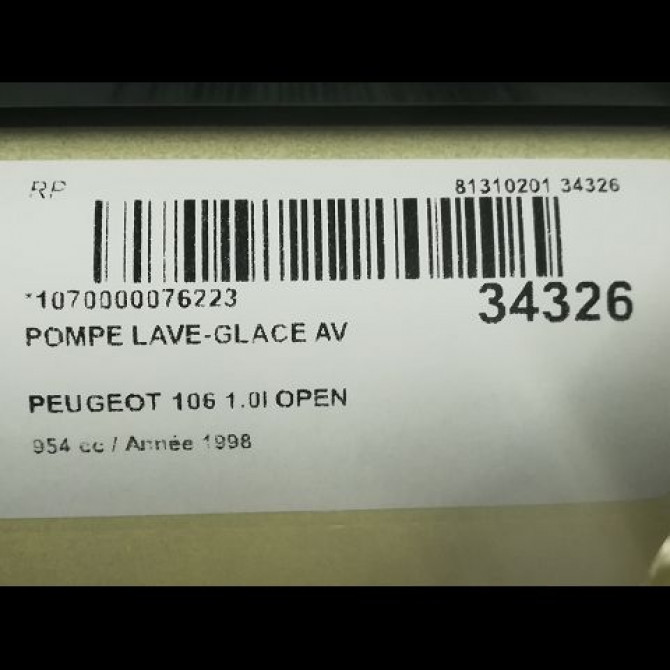 RP
81310201 34326
*1070000076223
34326
POMPE LAVE-GLACE AV
PEUGEOT 106 1.0I OPEN
954 cc / Année 1998